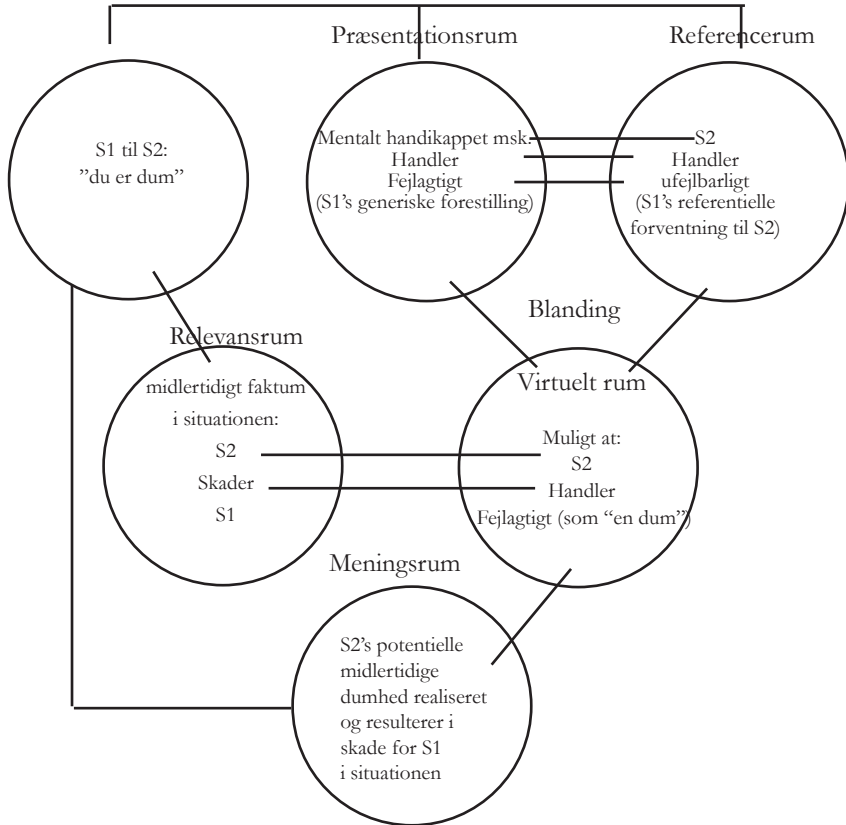 Præsentationsrum
Referencerum
S1 til S2:
”du er dum”
Mentalt handikappet msk.
Handler
Fejlagtigt
(S1's generiske forestilling)
S2
Handler
ufejlbarligt
(S1's referentielle
forventning til S2)
Blanding
Relevansrum
midlertidigt faktum
i situationen:
S2
Skader
S1
Virtuelt rum
Muligt at:
S2
Handler
Fejlagtigt (som “en dum”)
Meningsrum
S2's potentielle
midlertidige
dumhed realiseret
og resulterer i
skade for S1
i situationen